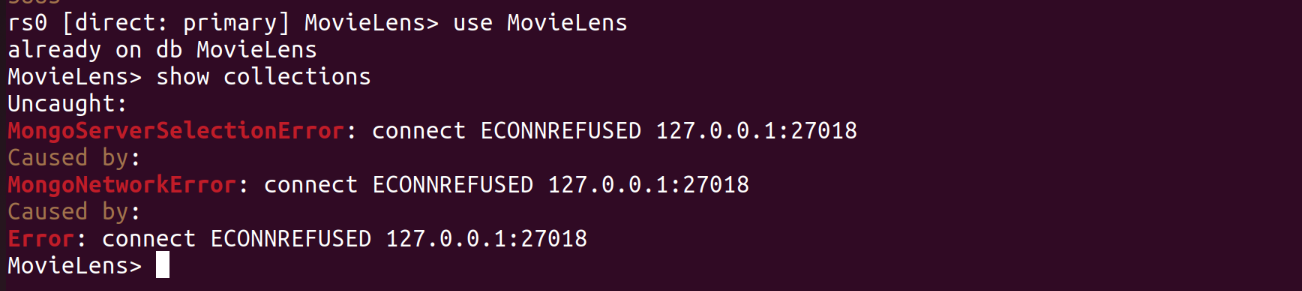 rs0 [direct: primary] MovieLens> use MovieLens
already on db MovieLens
MovieLens> show collections
Uncaught:
MongoServerSelectionError: connect ECONNREFUSED 127.0.0.1:27018
Caused by:
MongoNetworkError: connect ECONNREFUSED 127.0.0.1:27018
Caused by:
Error: connect ECONNREFUSED 127.0.0.1:27018
MovieLens>